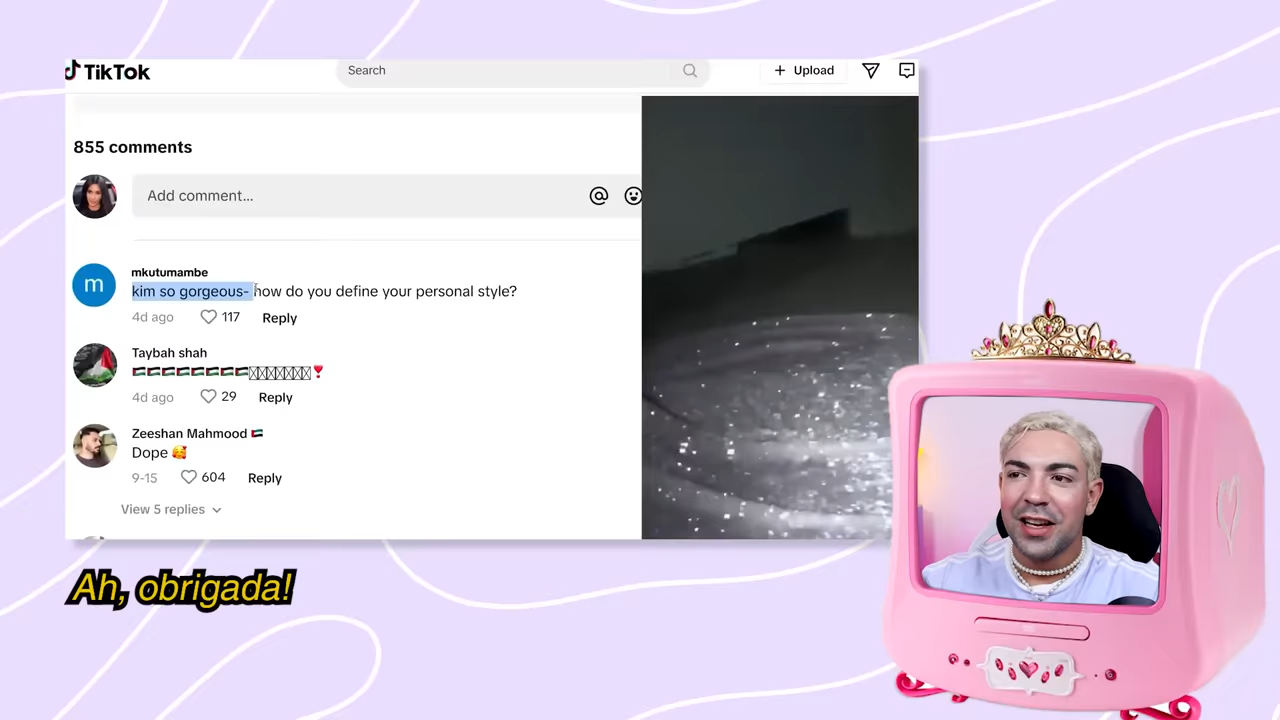 TikTok
Search
+ Upload
855 comments
Add comment...
m
mkutumambe
kim so gorgeous- how do you define your personal style?
4d ago 117 Reply
Taybah shah
4d ago 29 Reply
Zeeshan Mahmood 🇦🇪
Dope 🥰
9-15 604 Reply
View 5 replies
Ah, obrigada!